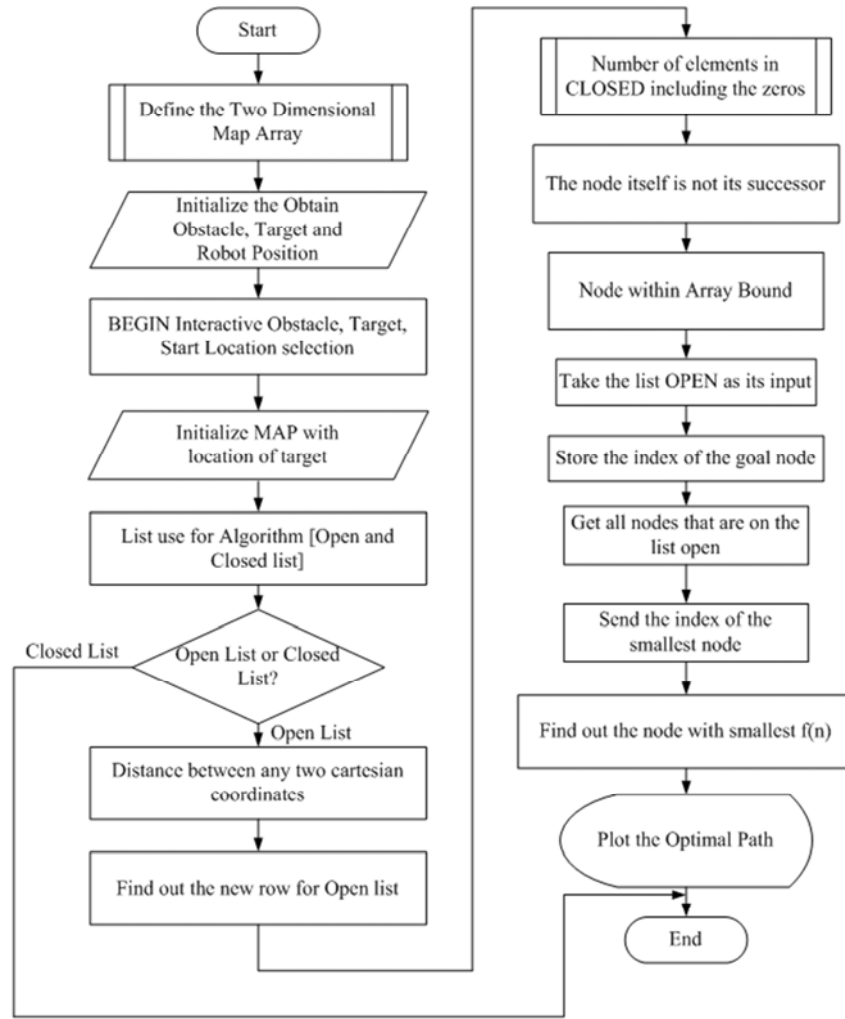 Start
Define the Two Dimensional
Map Array
Initialize the Obtain
Obstacle, Target and
Robot Position
BEGIN Interactive Obstacle, Target,
Start Location selection
Initialize MAP with
location of target
List use for Algorithm [Open and
Closed list]
Open List or Closed
List?
Closed List
Open List
Distance between any two cartesian
coordinates
Find out the new row for Open list
Number of elements in
CLOSED including the zeros
The node itself is not its successor
Node within Array Bound
Take the list OPEN as its input
Store the index of the goal node
Get all nodes that are on the
list open
Send the index of the
smallest node
Find out the node with smallest f(n)
Plot the Optimal Path
End